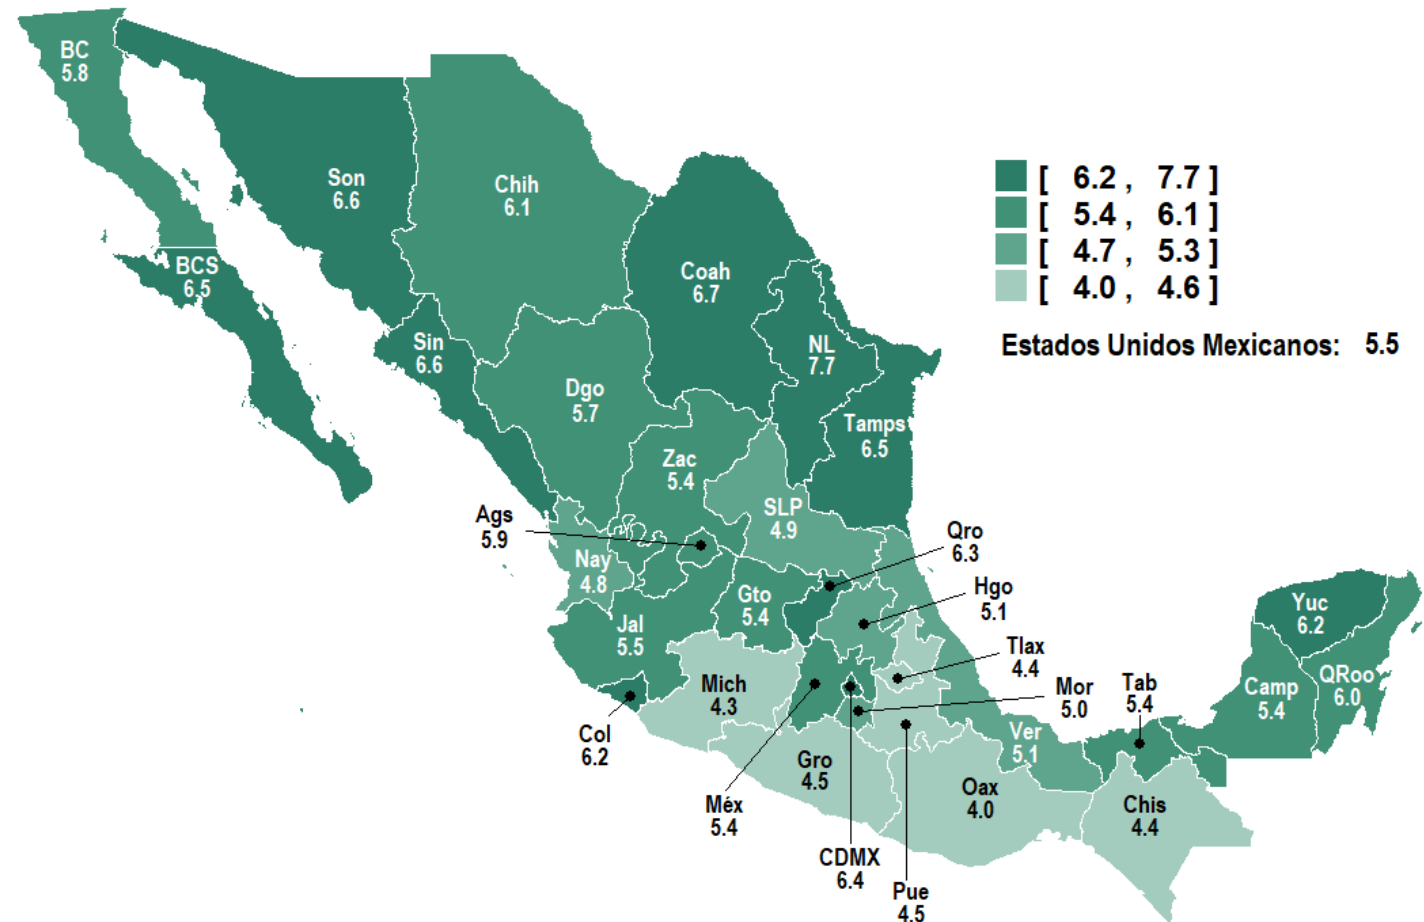 BC
5.8
Son
6.6
Chih
6.1
[ 6.2 , 7.7 ]
[ 5.4 , 6.1 ]
[ 4.7 , 5.3 ]
[ 4.0 , 4.6 ]
Estados Unidos Mexicanos: 5.5
BCS
6.5
Coah
6.7
Sin
6.6
NL
7.7
Dgo
5.7
Tamps
6.5
Zac
5.4
SLP
4.9
Ags
5.9
Qro
6.3
Nay
4.8
Gto
5.4
Hgo
5.1
Jal
5.5
Tlax
4.4
Yuc
6.2
Mich
4.3
Mor
5.0
Tab
5.4
Camp
5.4
QRoo
6.0
Col
6.2
Ver
5.1
Gro
4.5
Oax
4.0
Méx
5.4
Chis
4.4
CDMX
6.4
Pue
4.5